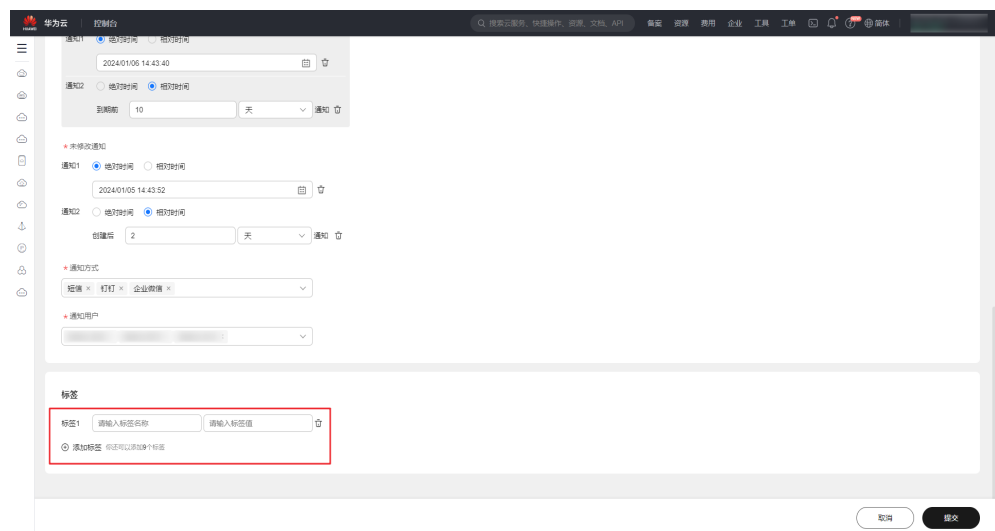 HUAWEI 华为云 控制台 搜索云服务、快捷操作、资源、文档、API 备案 资源 费用 企业 工具 工单 简体
通知1 绝对时间 相对时间
2024/01/06 14:43:40
通知2 绝对时间 相对时间
到期前 10 天 通知
* 未修改通知
通知1 绝对时间 相对时间
2024/01/05 14:43:52
通知2 绝对时间 相对时间
创建后 2 天 通知
* 通知方式
短信 × 钉钉 × 企业微信 ×
* 通知用户
标签
标签1 请输入标签名称 请输入标签值
添加标签 你还可以添加9个标签
取消 提交